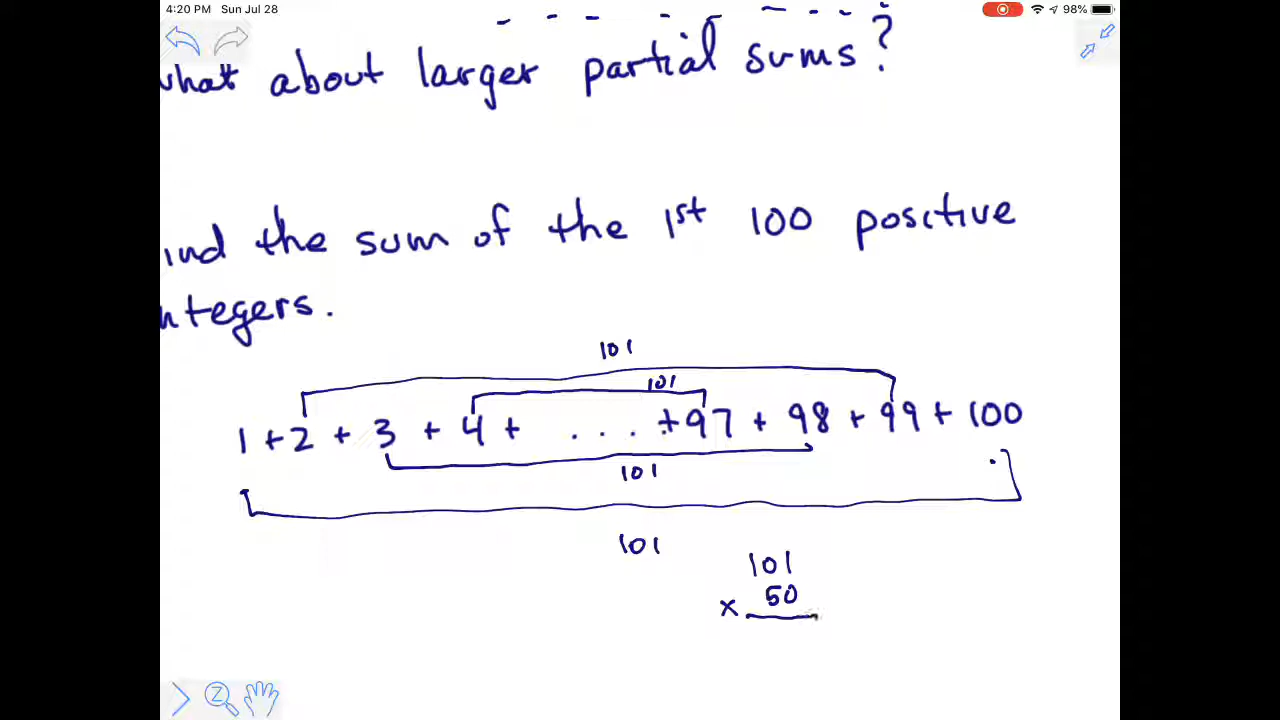 4:20 PM Sun Jul 28 98%
what about larger partial sums?
ind the sum of the 1st 100 positive
ntegers.
101
101
1 + 2 + 3 + 4 + . . . + 97 + 98 + 99 + 100
101
101
101
x 50
Z